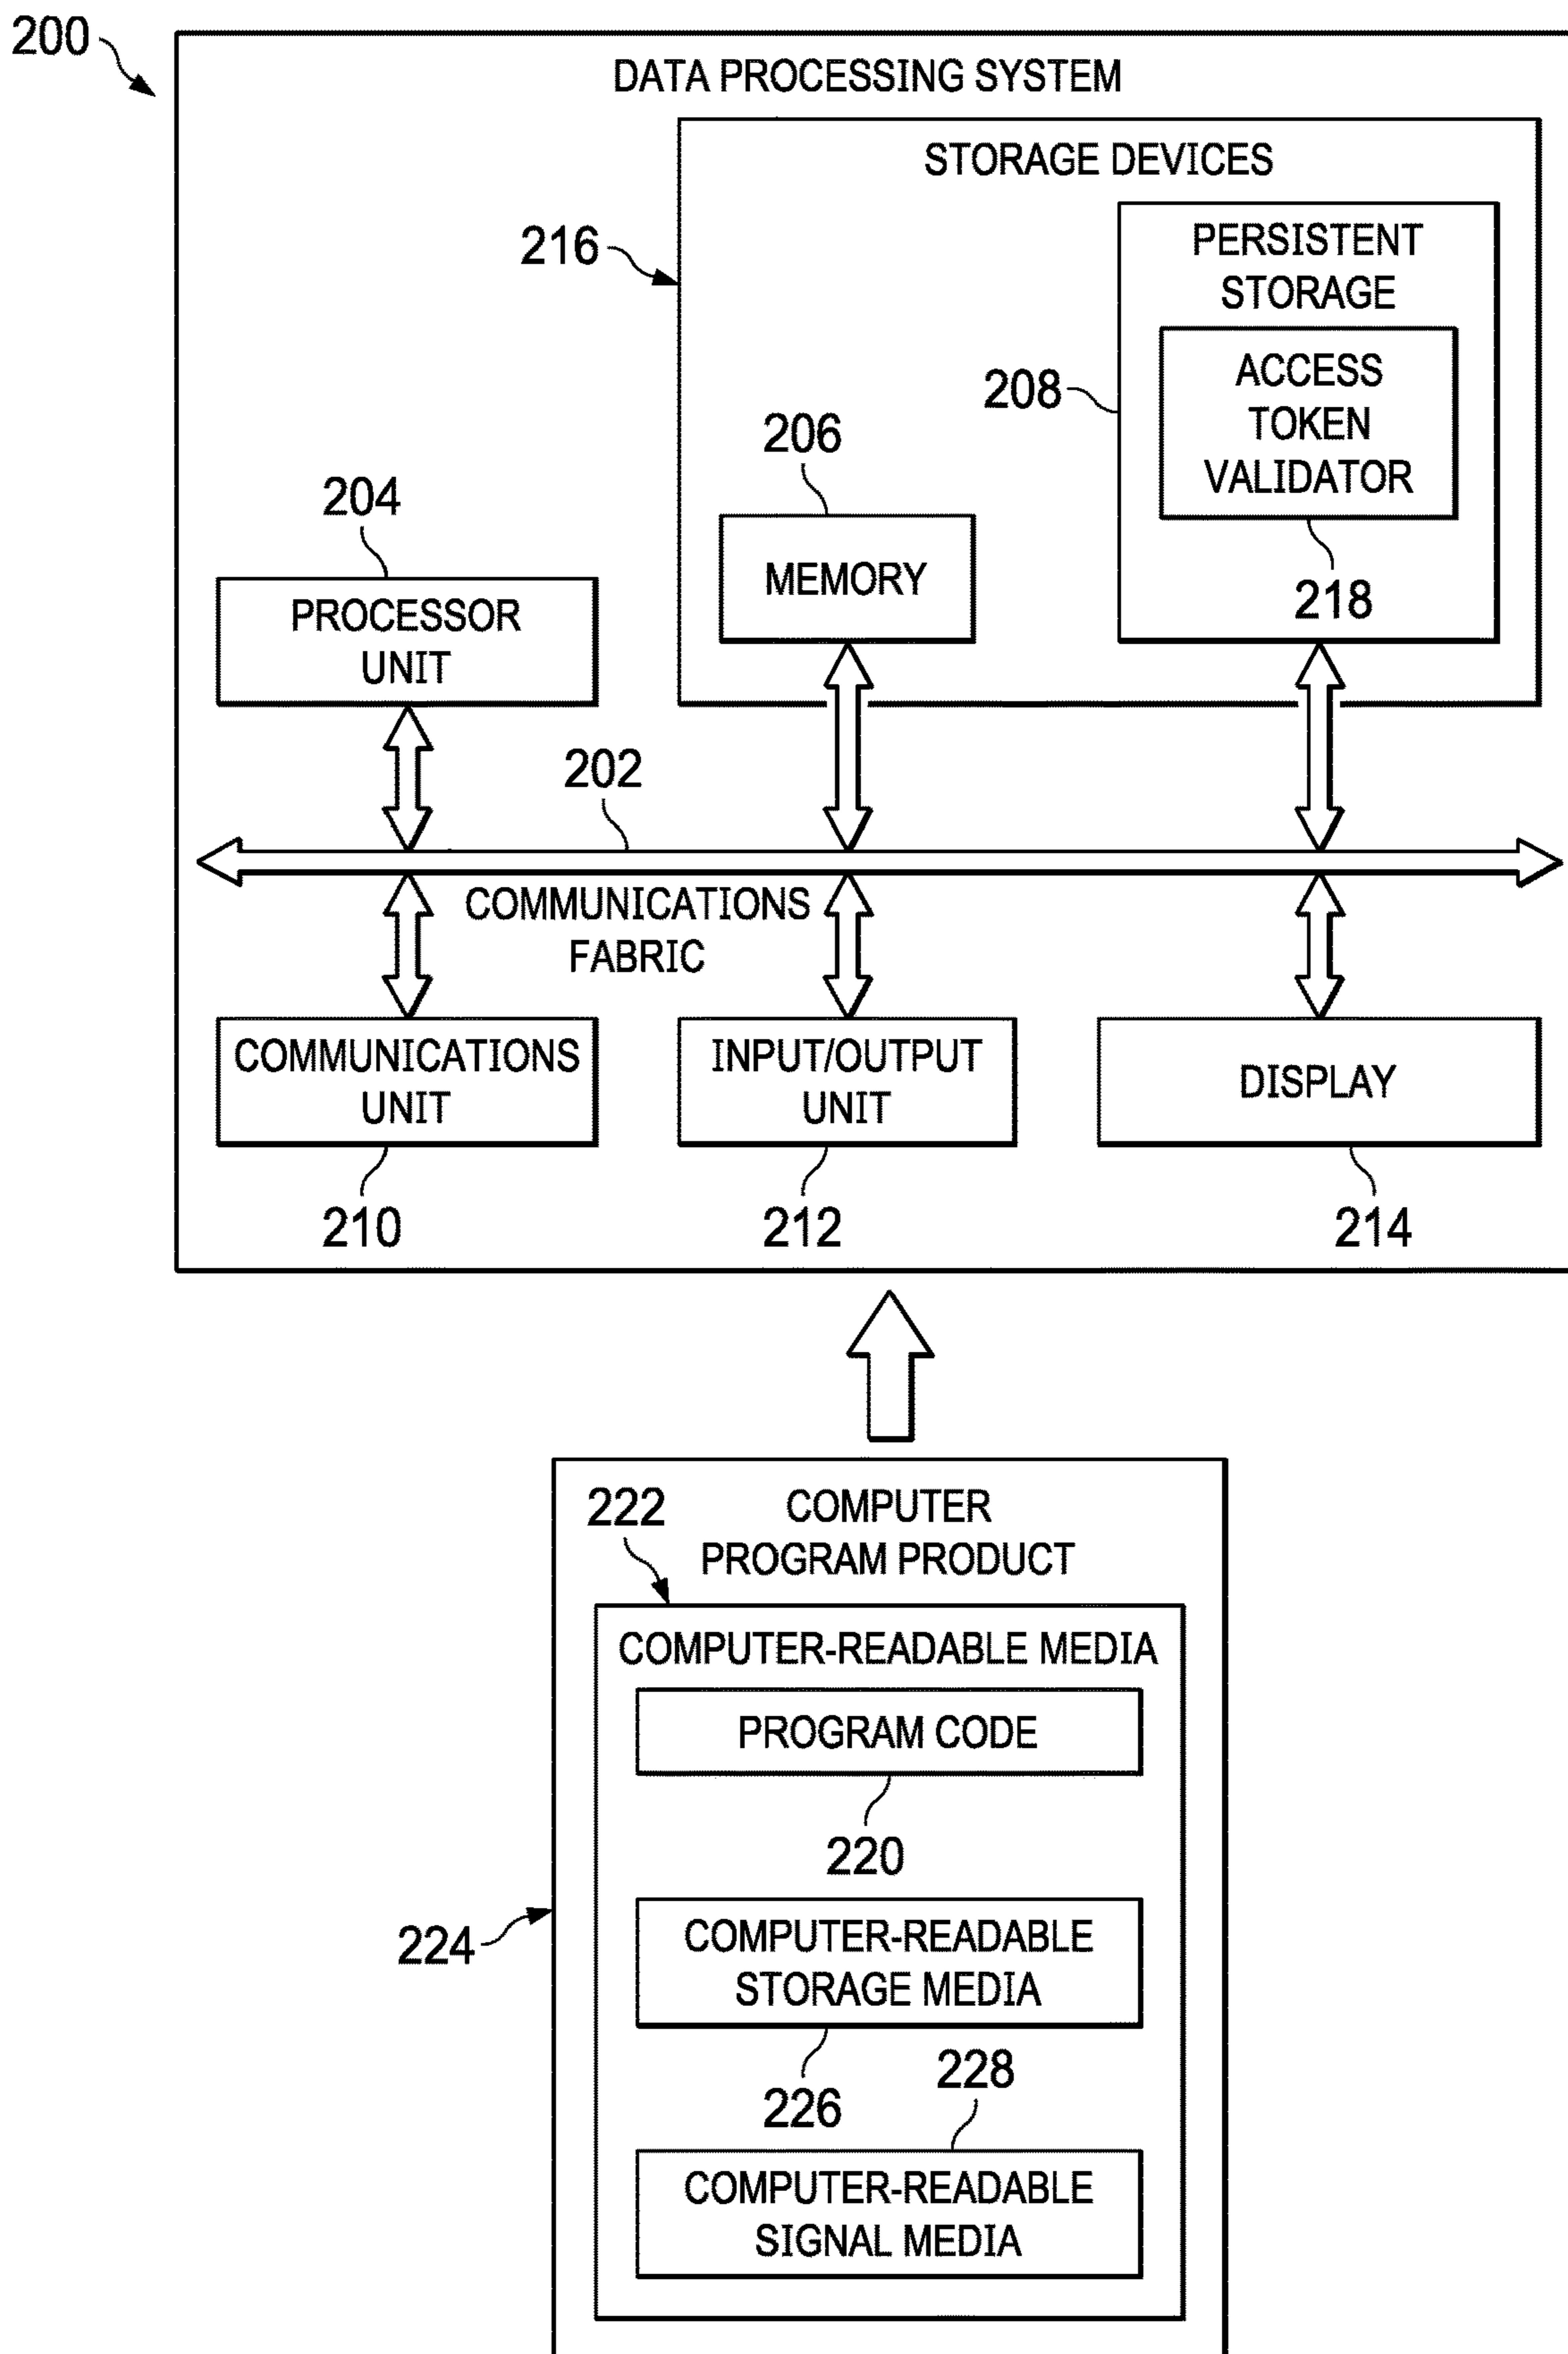 200
DATA PROCESSING SYSTEM
STORAGE DEVICES
216
PERSISTENT
STORAGE
208
ACCESS
TOKEN
VALIDATOR
218
206
MEMORY
204
PROCESSOR
UNIT
202
COMMUNICATIONS
FABRIC
COMMUNICATIONS
UNIT
210
INPUT/OUTPUT
UNIT
212
DISPLAY
214
COMPUTER
PROGRAM PRODUCT
222
COMPUTER-READABLE MEDIA
PROGRAM CODE
220
224
COMPUTER-READABLE
STORAGE MEDIA
226
228
COMPUTER-READABLE
SIGNAL MEDIA